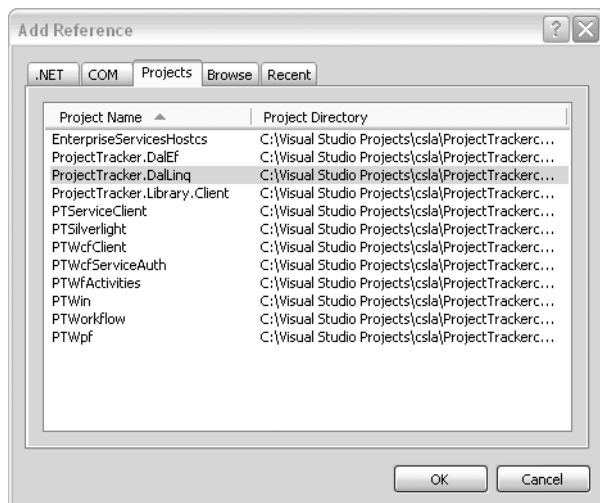 Add Reference
.NET COM Projects Browse Recent
Project Name Project Directory
EnterpriseServicesHostcs C:\Visual Studio Projects\csla\ProjectTrackerc...
ProjectTracker.DalEf C:\Visual Studio Projects\csla\ProjectTrackerc...
ProjectTracker.DalLinq C:\Visual Studio Projects\csla\ProjectTrackerc...
ProjectTracker.Library.Client C:\Visual Studio Projects\csla\ProjectTrackerc...
PTServiceClient C:\Visual Studio Projects\csla\ProjectTrackerc...
PTSilverlight C:\Visual Studio Projects\csla\ProjectTrackerc...
PTWcfClient C:\Visual Studio Projects\csla\ProjectTrackerc...
PTWcfServiceAuth C:\Visual Studio Projects\csla\ProjectTrackerc...
PTWfActivities C:\Visual Studio Projects\csla\ProjectTrackerc...
PTWin C:\Visual Studio Projects\csla\ProjectTrackerc...
PTWorkflow C:\Visual Studio Projects\csla\ProjectTrackerc...
PTWpf C:\Visual Studio Projects\csla\ProjectTrackerc...
OK Cancel